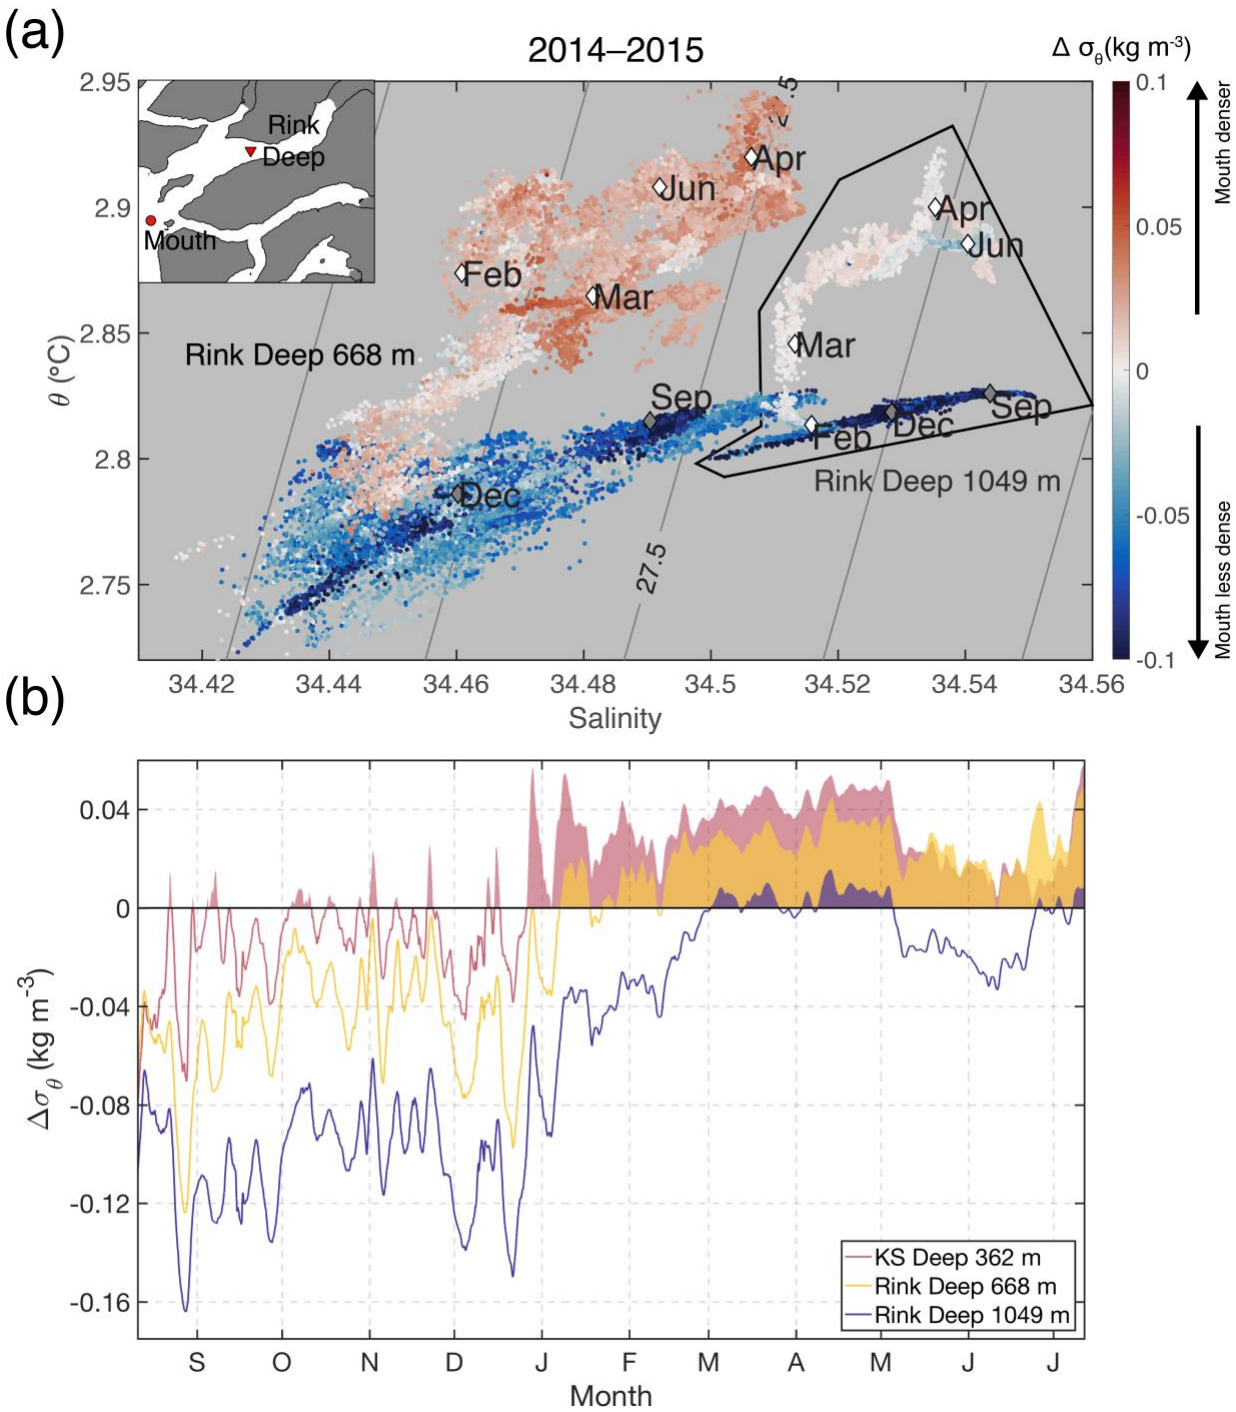 (a)
2014–2015
Δ σθ(kg m-3)
2.95
2.9
2.85
2.8
2.75
θ (°C)
Rink
Deep
Mouth
27.5
Apr
Jun
Feb
Mar
Rink Deep 668 m
Sep
Dec
Apr
Jun
Mar
Feb
Dec
Sep
Rink Deep 1049 m
0.1
0.05
0
-0.05
-0.1
Mouth denser
Mouth less dense
34.42
34.44
34.46
34.48
34.5
34.52
34.54
34.56
Salinity
(b)
0.04
0
-0.04
-0.08
-0.12
-0.16
Δσθ (kg m-3)
KS Deep 362 m
Rink Deep 668 m
Rink Deep 1049 m
S O N D J F M A M J J
Month